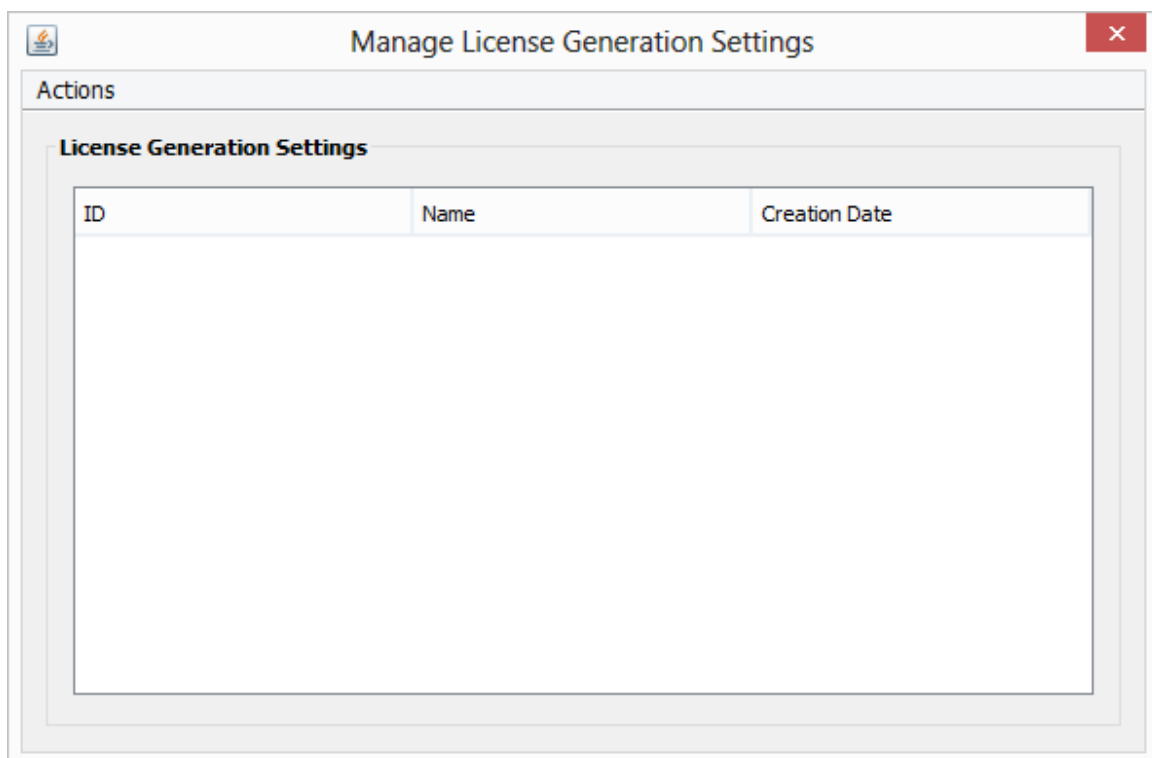 Manage License Generation Settings
Actions
License Generation Settings
ID Name Creation Date